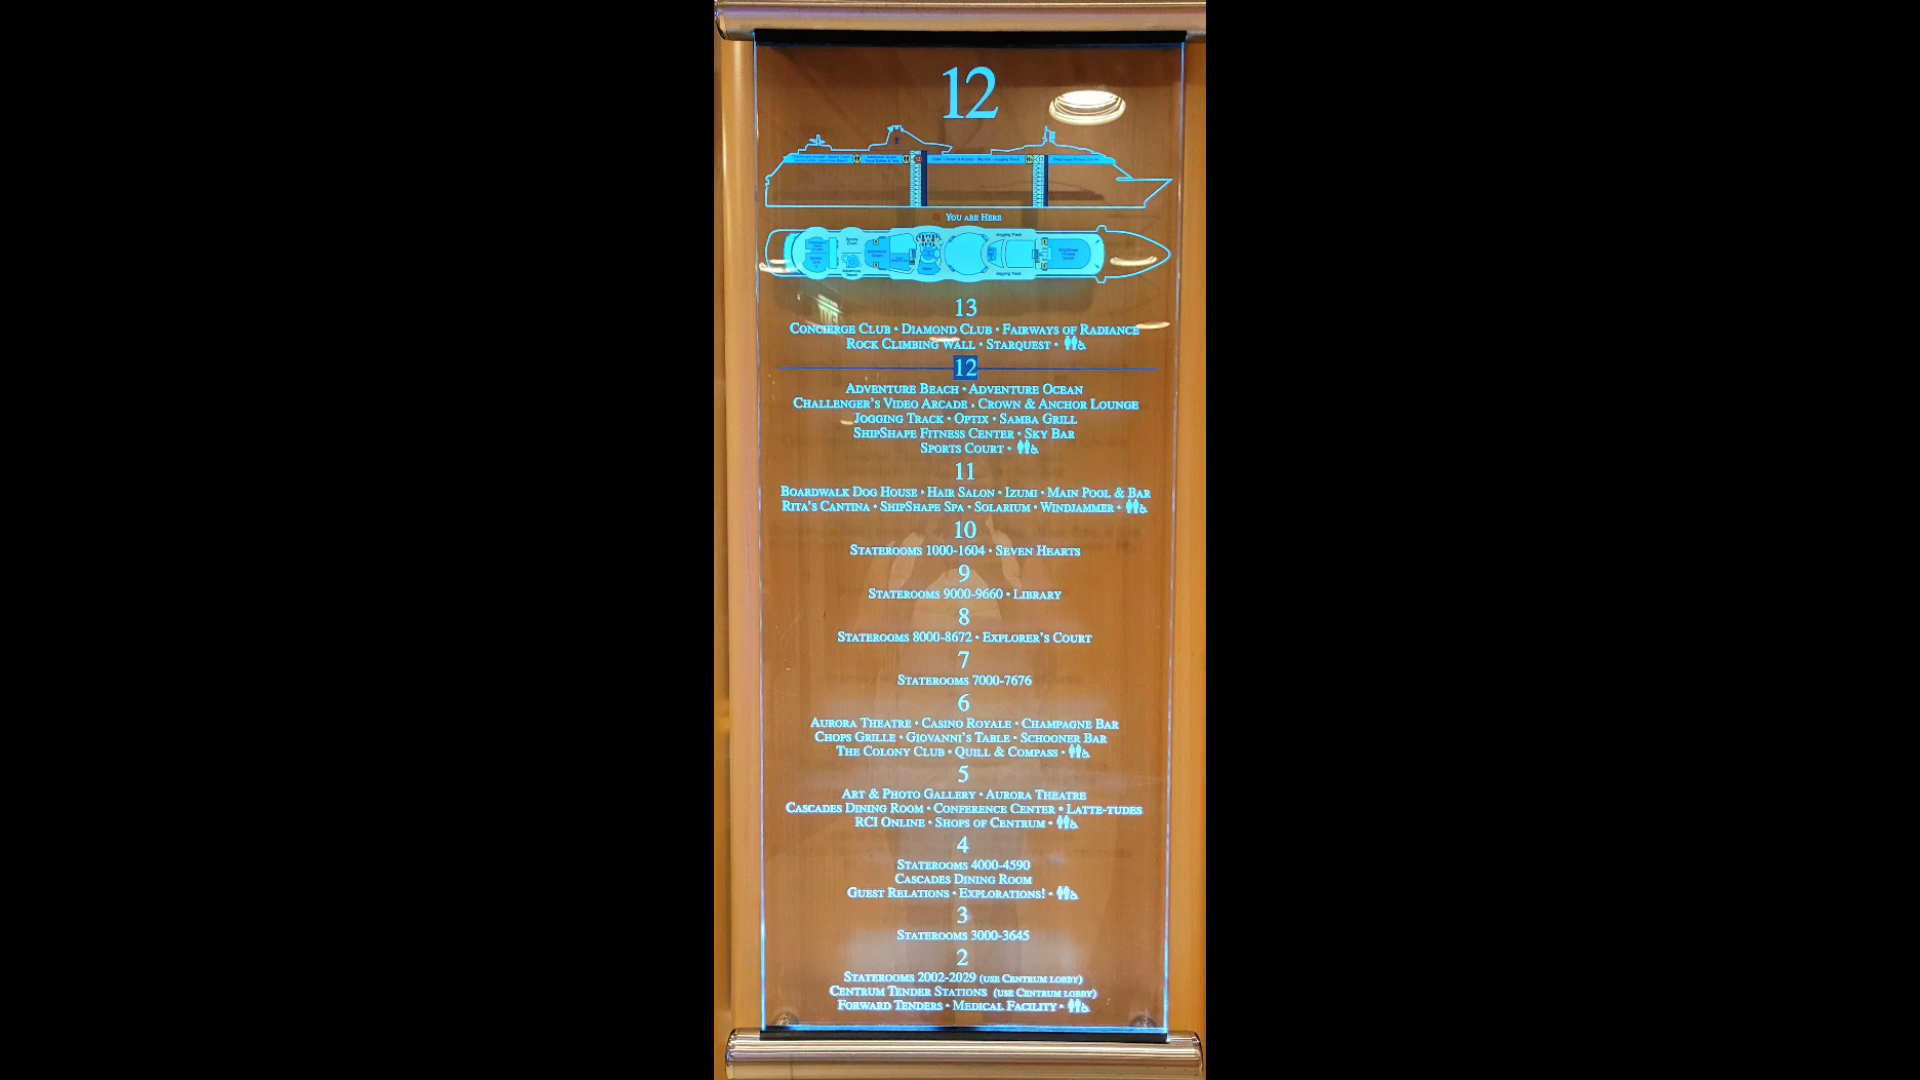 12
You are Here
Jogging Track
Jogging Track
13
Concierge Club • Diamond Club • Fairways of Radiance
Rock Climbing Wall • Starquest •
12
Adventure Beach • Adventure Ocean
Challenger's Video Arcade • Crown & Anchor Lounge
Jogging Track • Optix • Samba Grill
ShipShape Fitness Center • Sky Bar
Sports Court •
11
Boardwalk Dog House • Hair Salon • Izumi • Main Pool & Bar
Rita's Cantina • ShipShape Spa • Solarium • Windjammer •
10
Staterooms 1000-1604 • Seven Hearts
9
Staterooms 9000-9660 • Library
8
Staterooms 8000-8672 • Explorer's Court
7
Staterooms 7000-7676
6
Aurora Theatre • Casino Royale • Champagne Bar
Chops Grille • Giovanni's Table • Schooner Bar
The Colony Club • Quill & Compass •
5
Art & Photo Gallery • Aurora Theatre
Cascades Dining Room • Conference Center • Latte-tudes
RCI Online • Shops of Centrum •
4
Staterooms 4000-4590
Cascades Dining Room
Guest Relations • Explorations! •
3
Staterooms 3000-3645
2
Staterooms 2002-2029 (use Centrum lobby)
Centrum Tender Stations (use Centrum lobby)
Forward Tenders • Medical Facility •